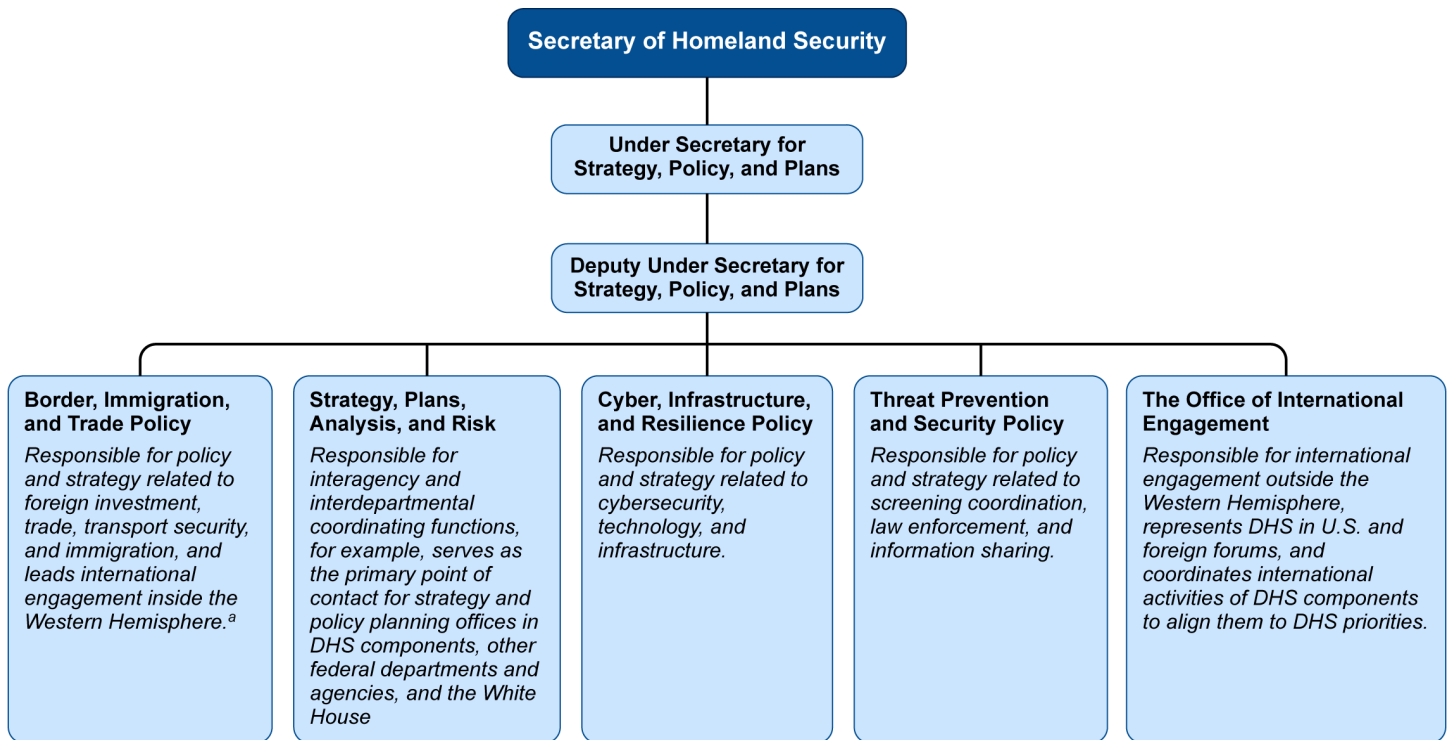 Secretary of Homeland Security
Under Secretary for
Strategy, Policy, and Plans
Deputy Under Secretary for
Strategy, Policy, and Plans
Border, Immigration,
and Trade Policy
Responsible for policy
and strategy related to
foreign investment,
trade, transport security,
and immigration, and
leads international
engagement inside the
Western Hemisphere.ª
Strategy, Plans,
Analysis, and Risk
Responsible for
interagency and
interdepartmental
coordinating functions,
for example, serves as
the primary point of
contact for strategy and
policy planning offices in
DHS components, other
federal departments and
agencies, and the White
House
Cyber, Infrastructure,
and Resilience Policy
Responsible for policy
and strategy related to
cybersecurity,
technology, and
infrastructure.
Threat Prevention
and Security Policy
Responsible for policy
and strategy related to
screening coordination,
law enforcement, and
information sharing.
The Office of International
Engagement
Responsible for international
engagement outside the
Western Hemisphere,
represents DHS in U.S. and
foreign forums, and
coordinates international
activities of DHS components
to align them to DHS priorities.